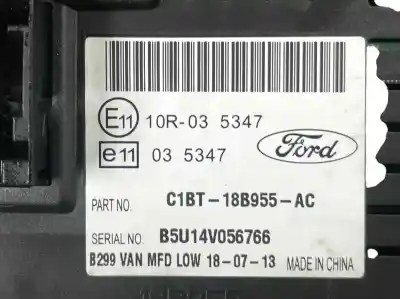 E11 10R-03 5347
Ford
e11 03 5347
PART NO. C1BT-18B955-AC
SERIAL NO. B5U14V056766
B299 VAN MFD LOW 18-07-13 MADE IN CHINA